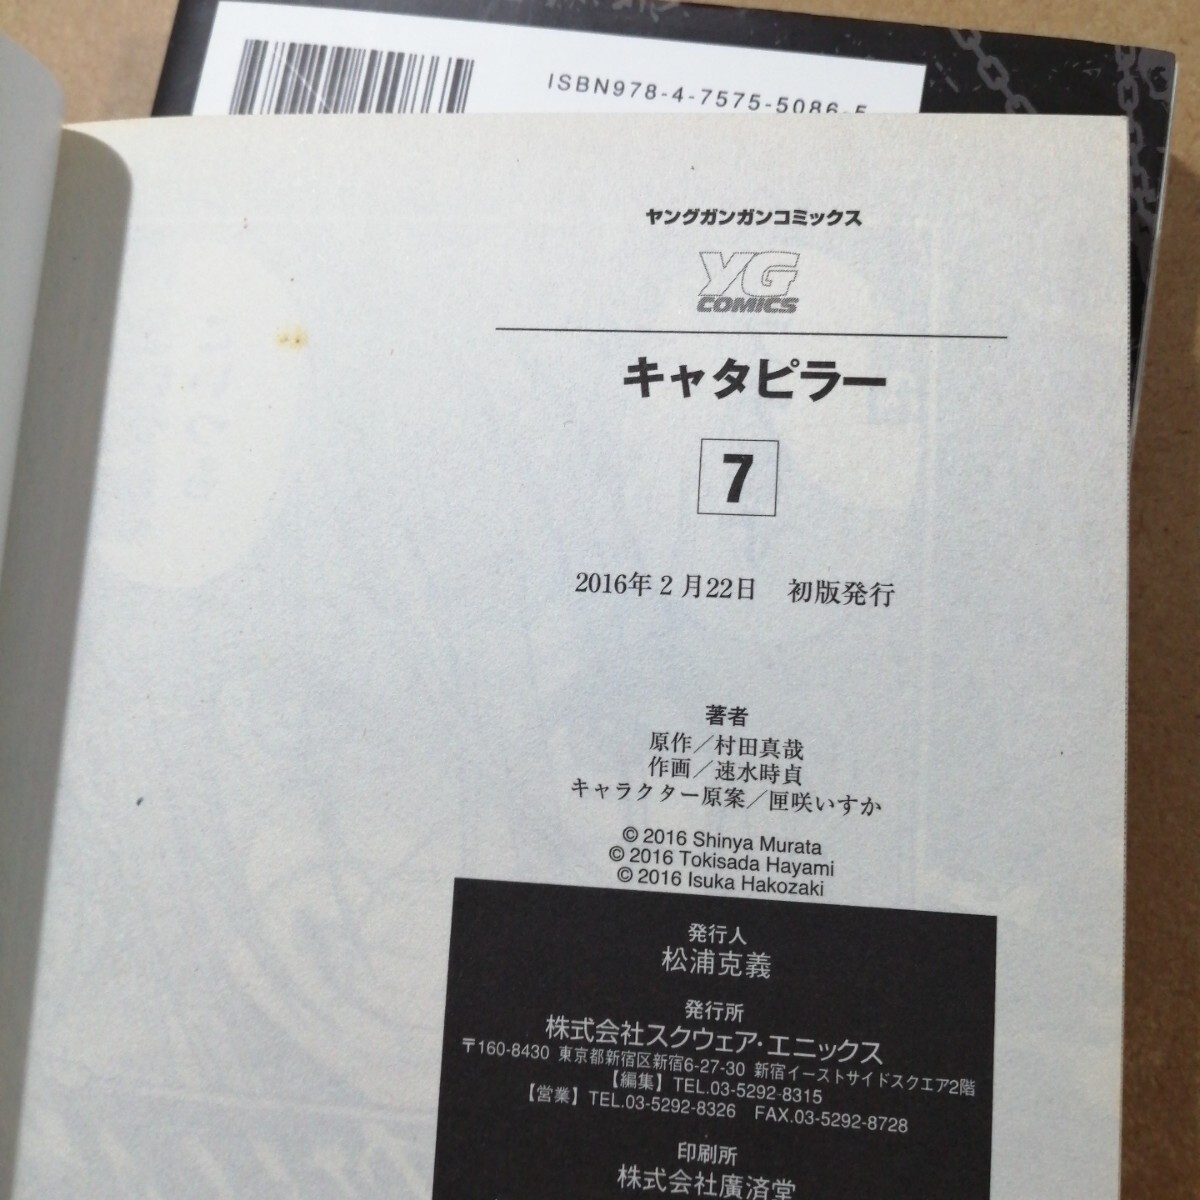 ISBN978-4-7575-5086-5
ヤングガンガンコミックス
YG
COMICS
キャタピラー
7
2016年2月22日 初版発行
著者
原作／村田真哉
作画／速水時貞
キャラクター原案／匣咲いすか
© 2016 Shinya Murata
© 2016 Tokisada Hayami
© 2016 Isuka Hakozaki
発行人
松浦克義
発行所
株式会社スクウェア・エニックス
〒160-8430 東京都新宿区新宿6-27-30 新宿イーストサイドスクエア2階
【編集】TEL.03-5292-8315
【営業】TEL.03-5292-8326 FAX.03-5292-8728
印刷所
株式会社廣済堂